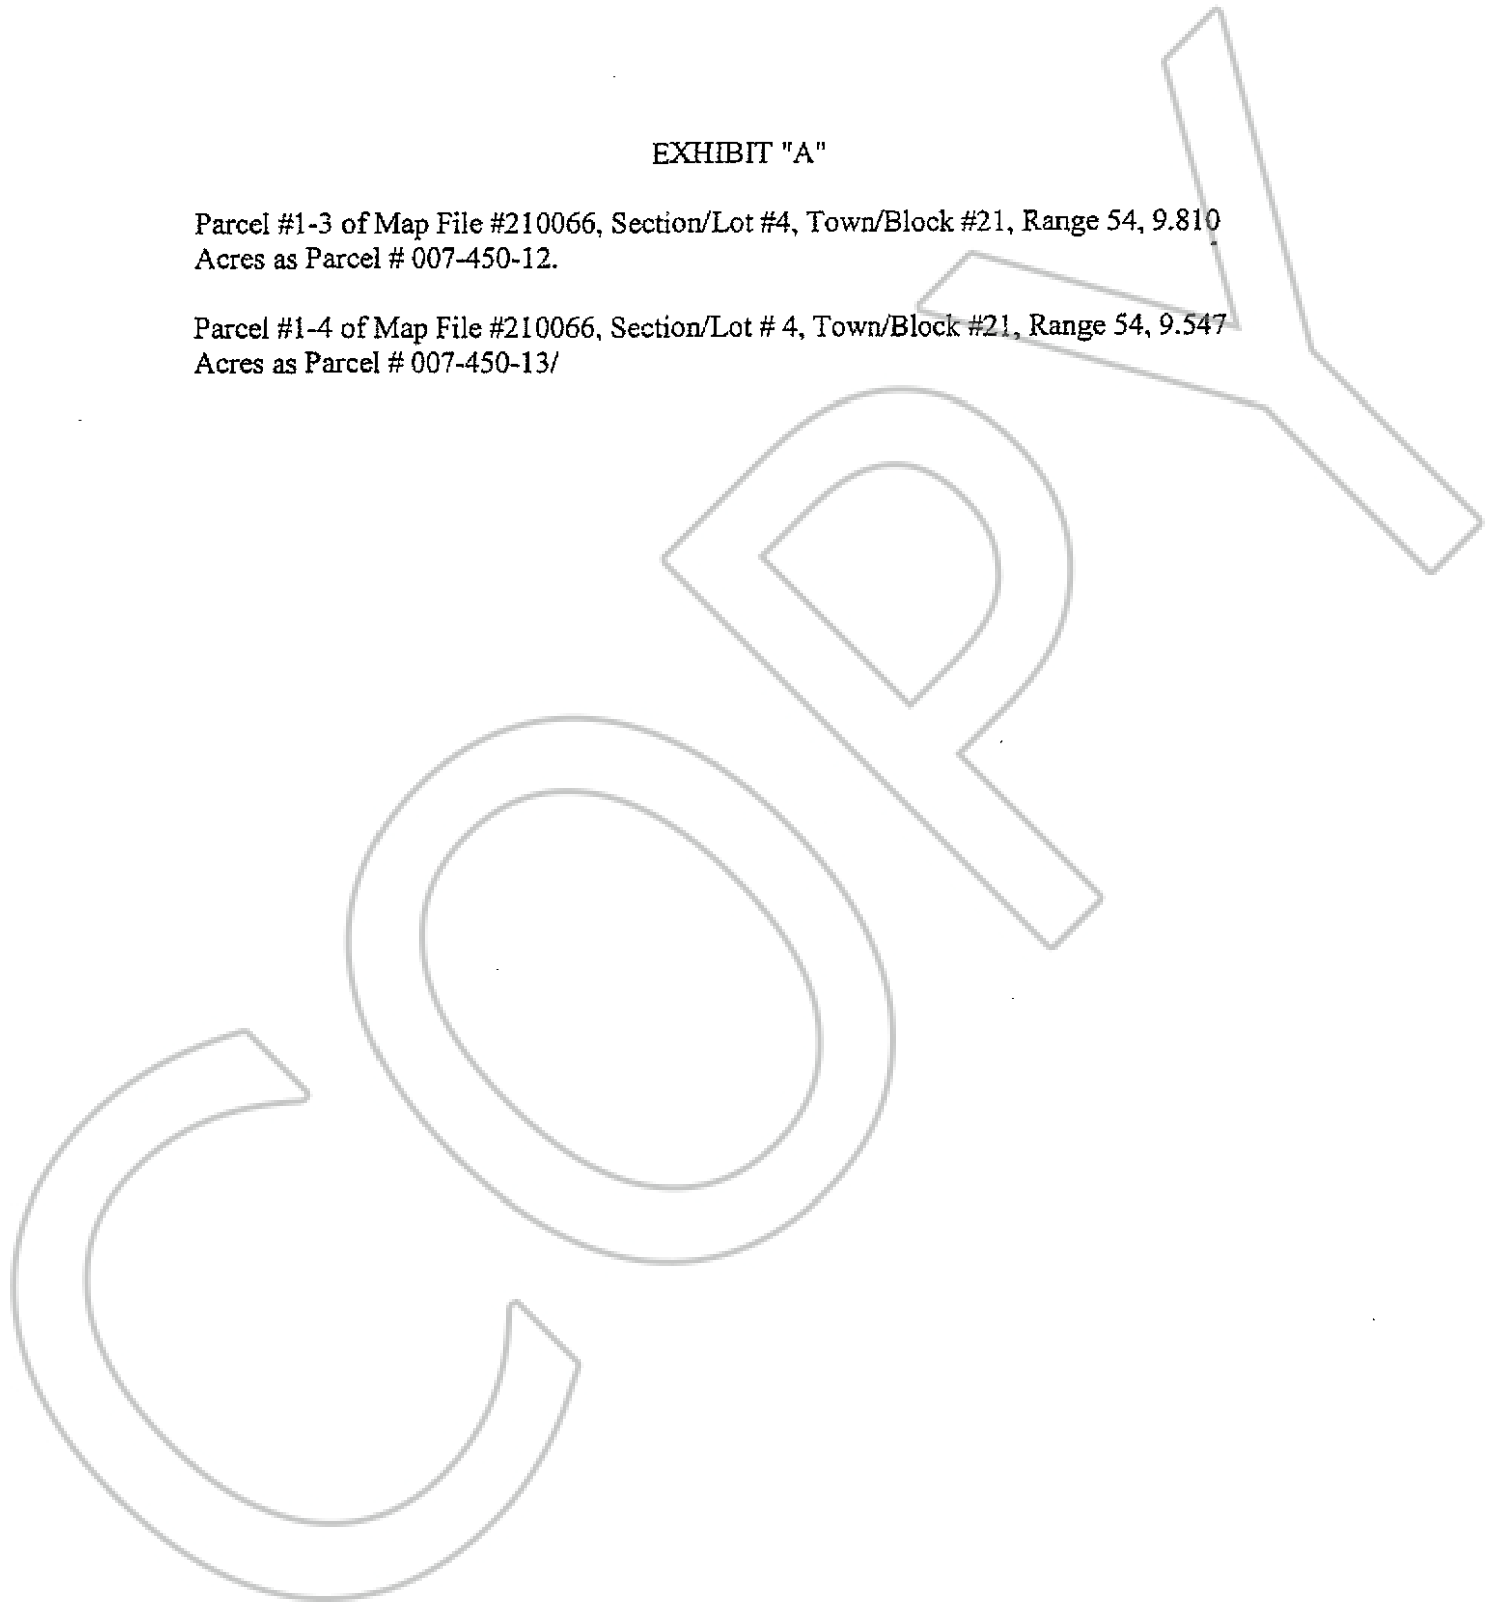 EXHIBIT "A"
Parcel #1-3 of Map File #210066, Section/Lot #4, Town/Block #21, Range 54, 9.810
Acres as Parcel # 007-450-12.
Parcel #1-4 of Map File #210066, Section/Lot # 4, Town/Block #21, Range 54, 9.547
Acres as Parcel # 007-450-13/
COPY